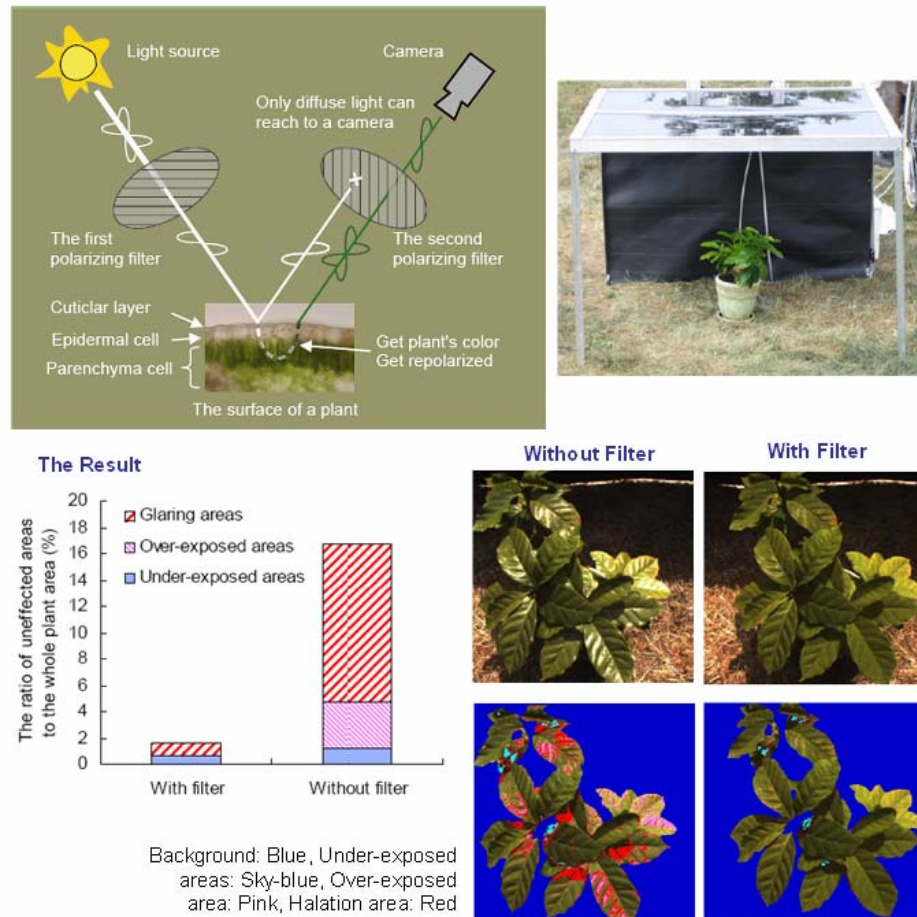 Light source
Camera
Only diffuse light can
reach to a camera
The first
polarizing filter
The second
polarizing filter
Cuticlar layer
Epidermal cell
Parenchyma cell
Get plant's color
Get repolarized
The surface of a plant
The Result
The ratio of uneffected areas
to the whole plant area (%)
20
18
16
14
12
10
8
6
4
2
0
Glaring areas
Over-exposed areas
Under-exposed areas
With filter
Without filter
Without Filter
With Filter
Background: Blue, Under-exposed
areas: Sky-blue, Over-exposed
area: Pink, Halation area: Red